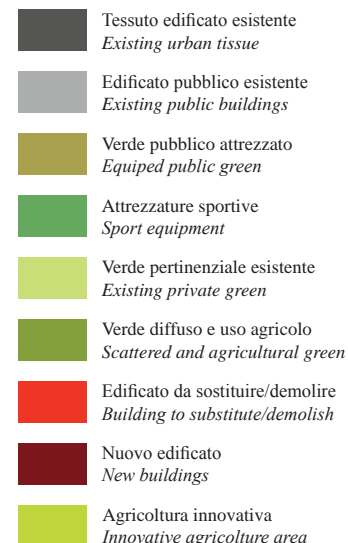 Tessuto edificato esistente
Existing urban tissue
Edificato pubblico esistente
Existing public buildings
Verde pubblico attrezzato
Equiped public green
Attrezzature sportive
Sport equipment
Verde pertinenziale esistente
Existing private green
Verde diffuso e uso agricolo
Scattered and agricultural green
Edificato da sostituire/demolire
Building to substitute/demolish
Nuovo edificato
New buildings
Agricoltura innovativa
Innovative agricolture area